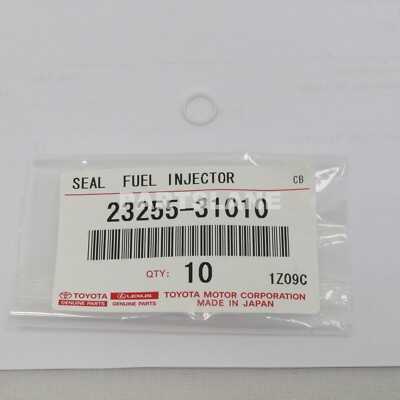 SEAL FUEL INJECTOR CB
23255-31010
QTY: 10 1Z09C
TOYOTA LEXUS TOYOTA MOTOR CORPORATION
GENUINE PARTS GENUINE PARTS MADE IN JAPAN